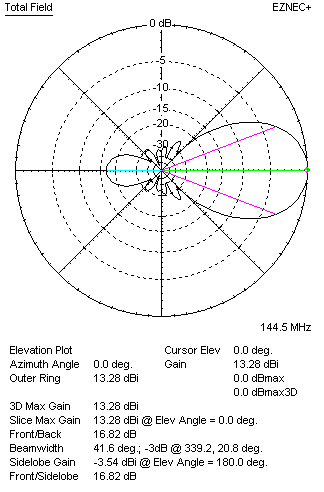 Total Field EZNEC+
0 dB
-5
-10
-15
-20
-30
144.5 MHz
Elevation Plot Cursor Elev 0.0 deg.
Azimuth Angle 0.0 deg. Gain 13.28 dBi
Outer Ring 13.28 dBi 0.0 dBmax
0.0 dBmax3D
3D Max Gain 13.28 dBi
Slice Max Gain 13.28 dBi @ Elev Angle = 0.0 deg.
Front/Back 16.82 dB
Beamwidth 41.6 deg.; -3dB @ 339.2, 20.8 deg.
Sidelobe Gain -3.54 dBi @ Elev Angle = 180.0 deg.
Front/Sidelobe 16.82 dB